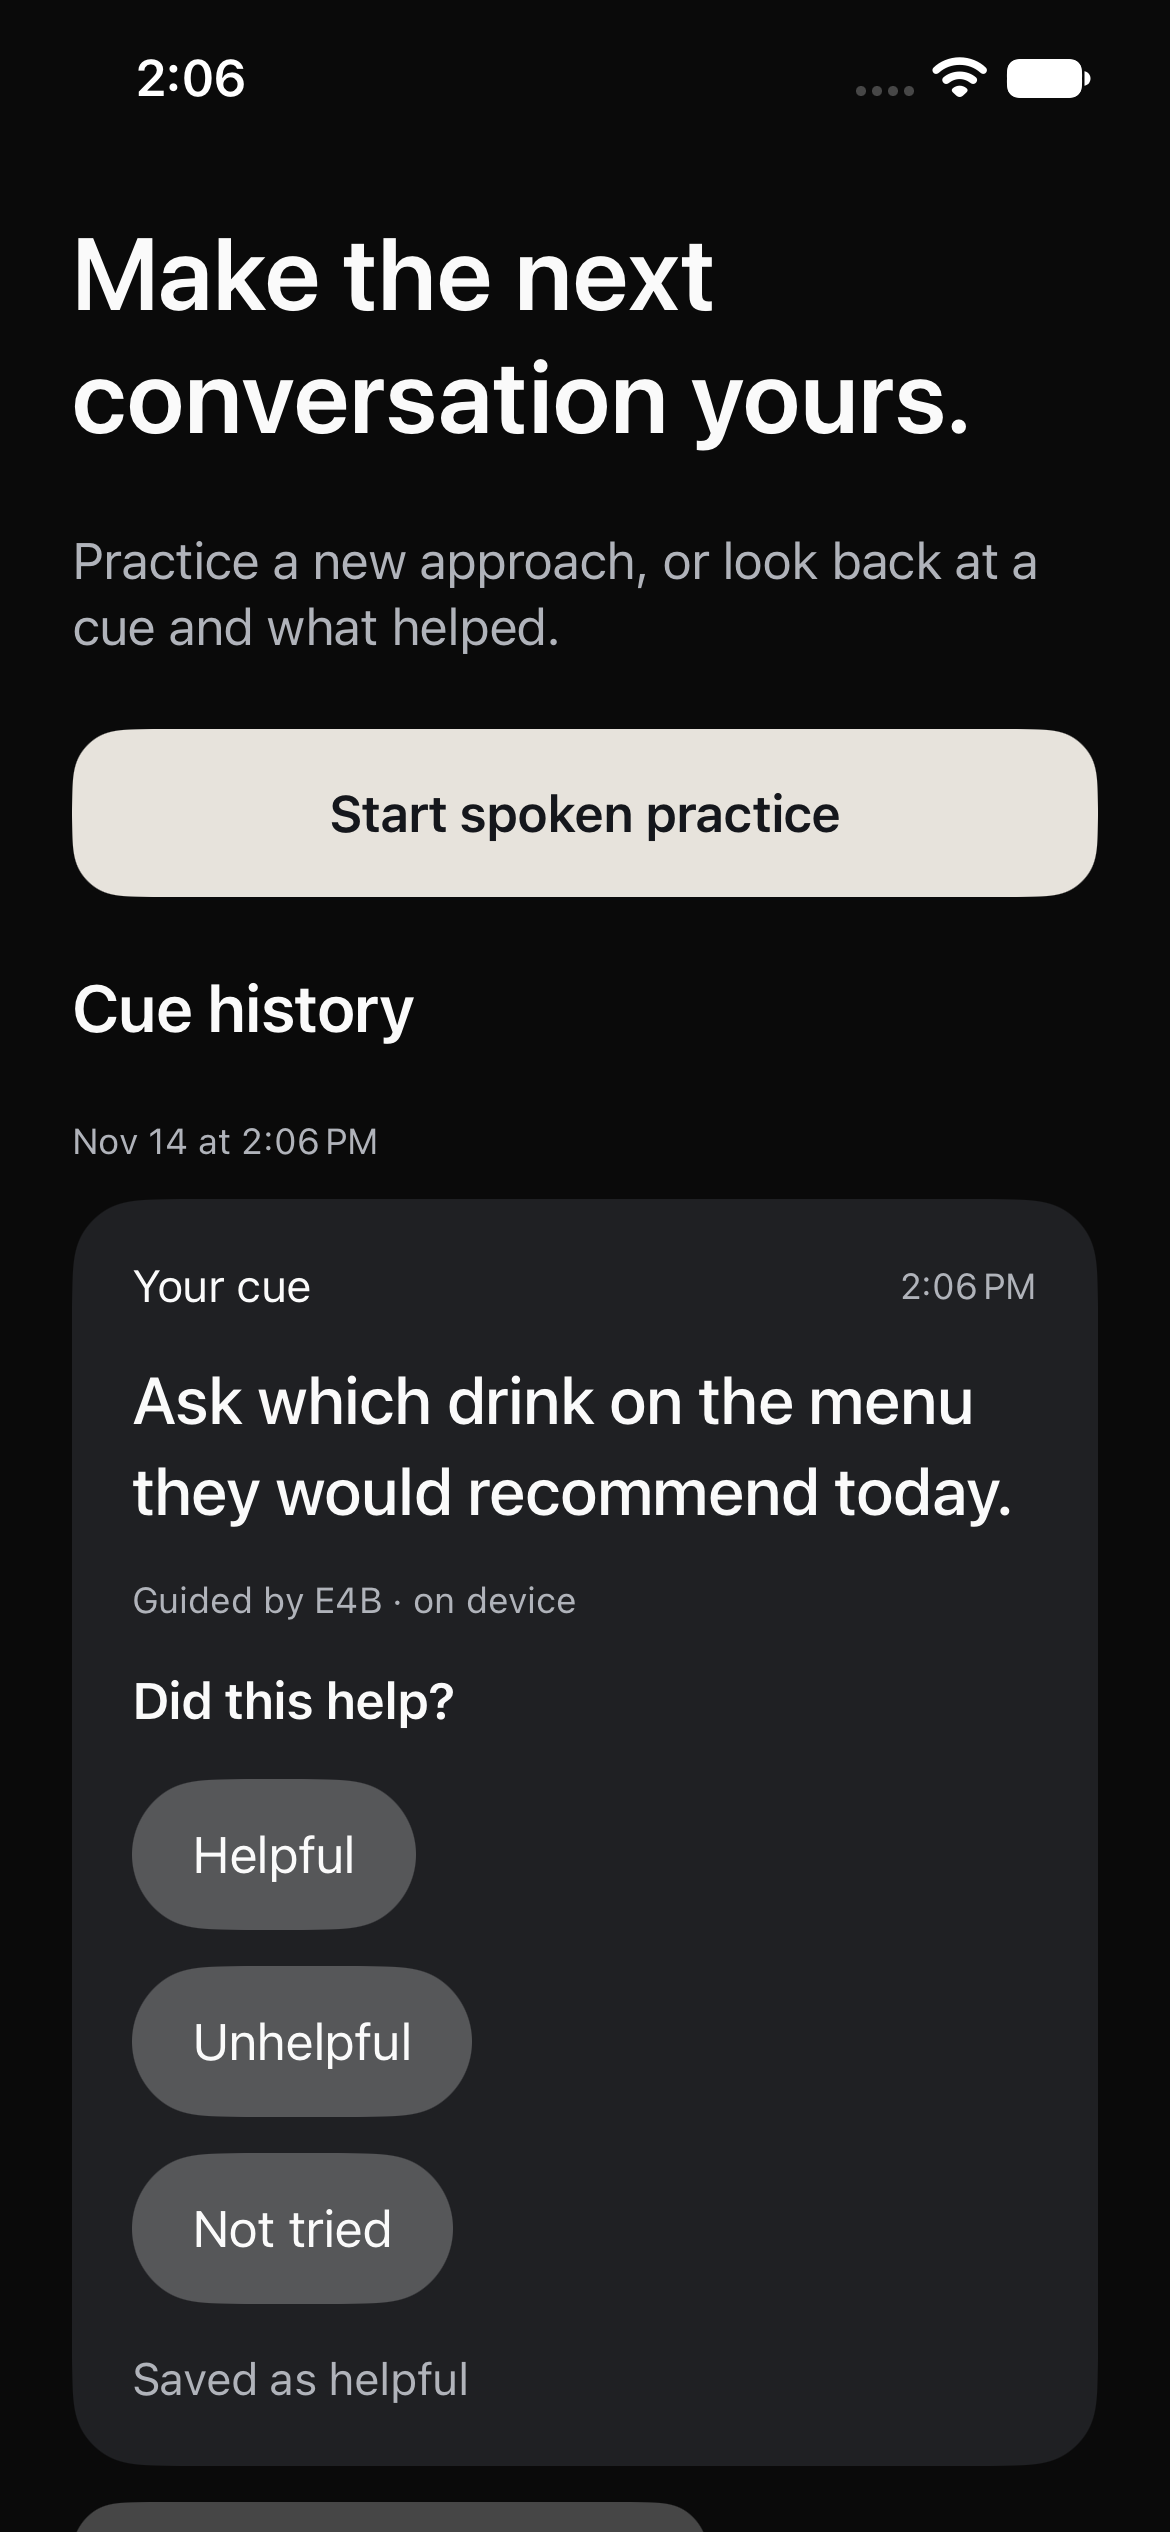 2:06
Make the next
conversation yours.
Practice a new approach, or look back at a
cue and what helped.
Start spoken practice
Cue history
Nov 14 at 2:06 PM
Your cue
2:06 PM
Ask which drink on the menu
they would recommend today.
Guided by E4B · on device
Did this help?
Helpful
Unhelpful
Not tried
Saved as helpful